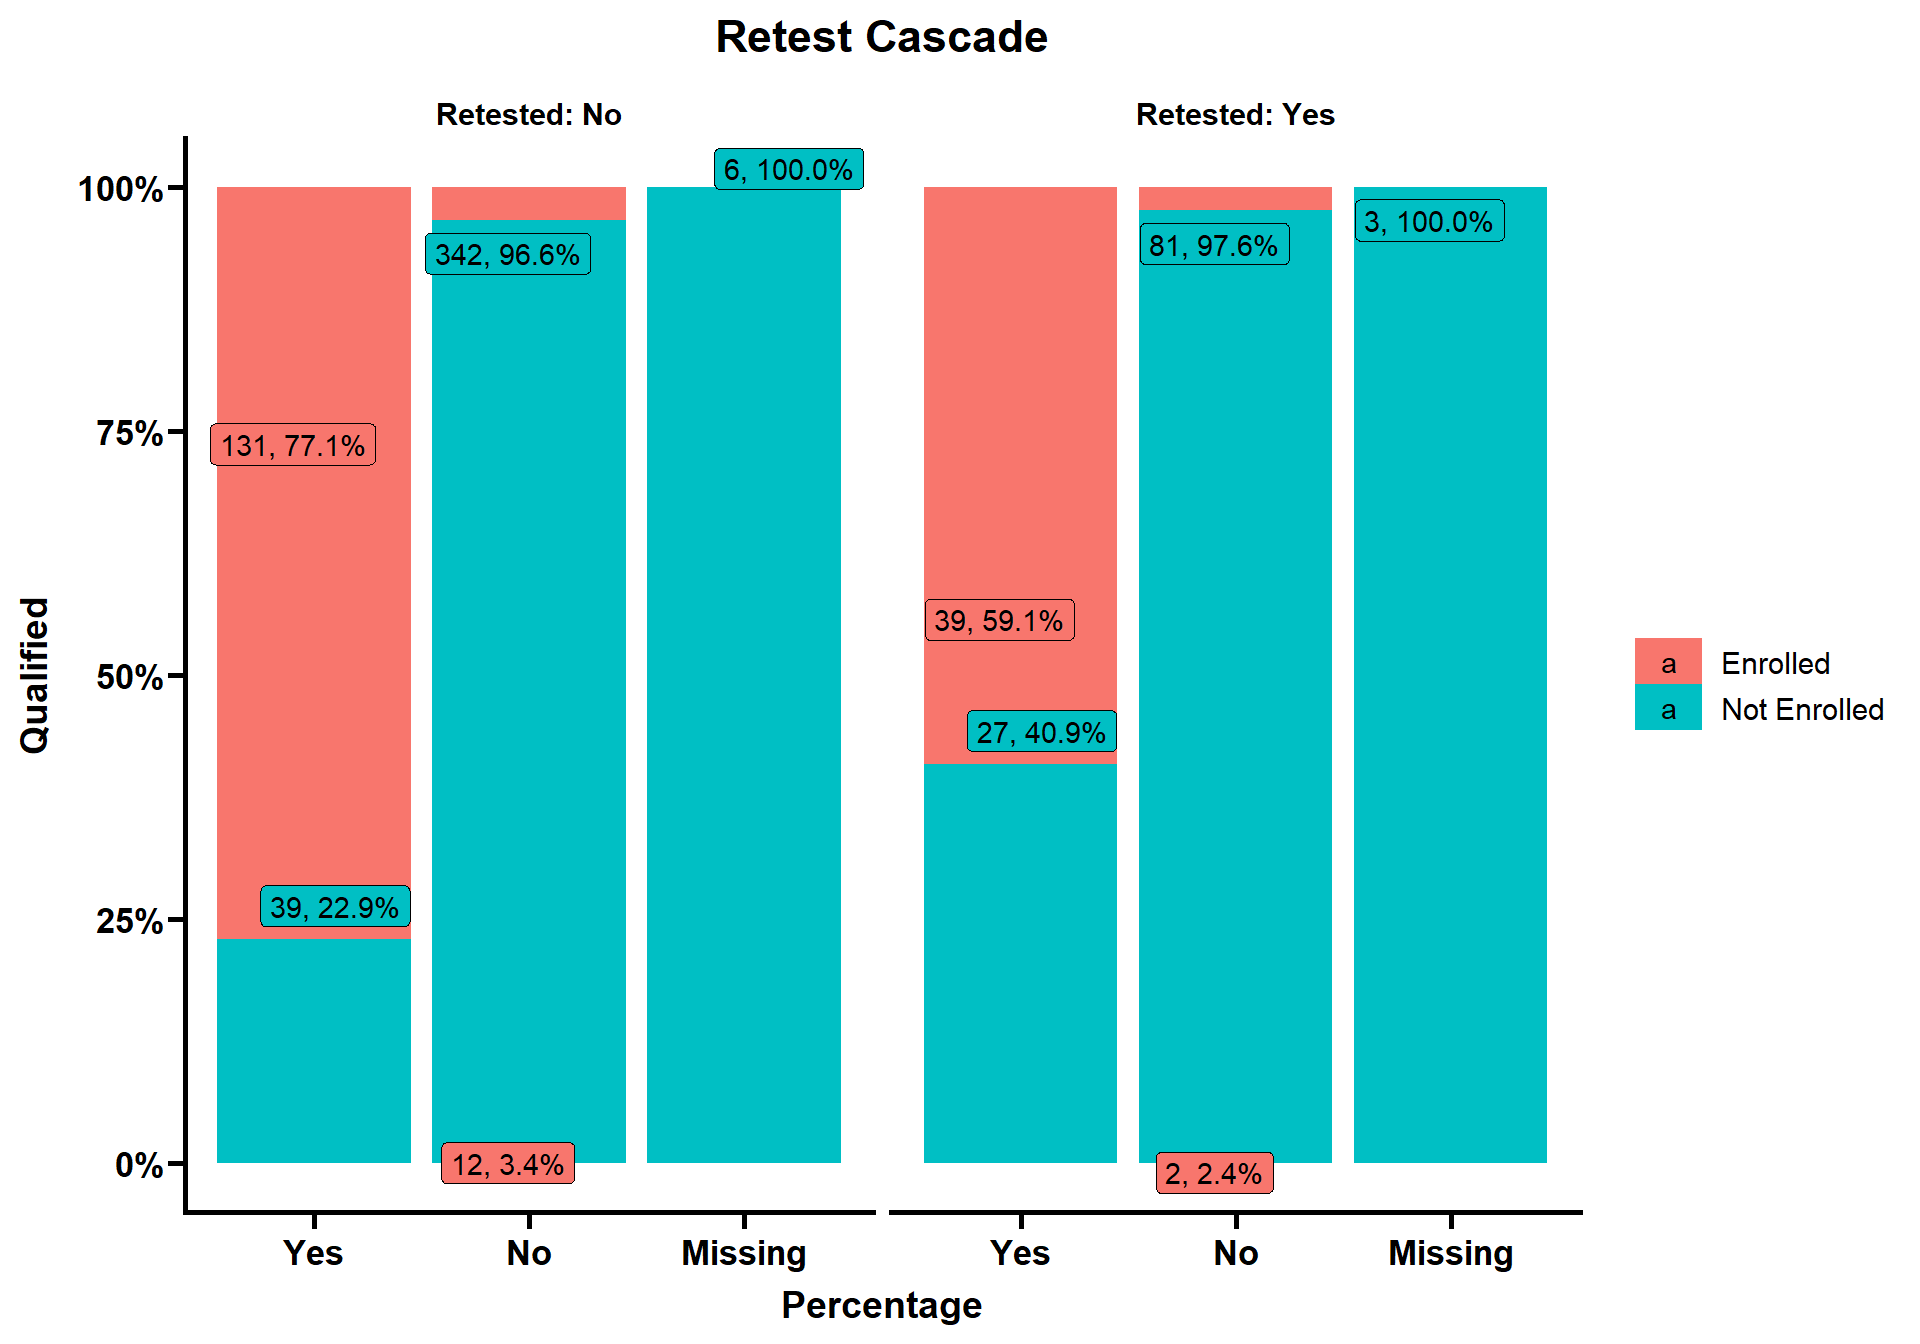 Retest Cascade
Retested: No
Retested: Yes
100%
75%
50%
25%
0%
Qualified
6, 100.0%
342, 96.6%
131, 77.1%
39, 22.9%
12, 3.4%
3, 100.0%
81, 97.6%
39, 59.1%
27, 40.9%
2, 2.4%
a Enrolled
a Not Enrolled
Yes No Missing
Yes No Missing
Percentage